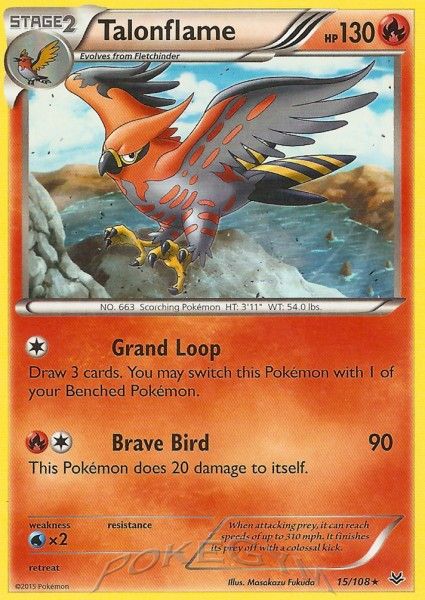 STAGE2
Talonflame
HP130
Evolves from Fletchinder
NO. 663 Scorching Pokémon HT: 3'11" WT: 54.0 lbs.
Grand Loop
Draw 3 cards. You may switch this Pokémon with 1 of
your Benched Pokémon.
Brave Bird 90
This Pokémon does 20 damage to itself.
weakness resistance
×2
retreat
When attacking prey, it can reach
speeds of up to 310 mph. It finishes
its prey off with a colossal kick.
©2015 Pokémon
Illus. Masakazu Fukuda
15/108★